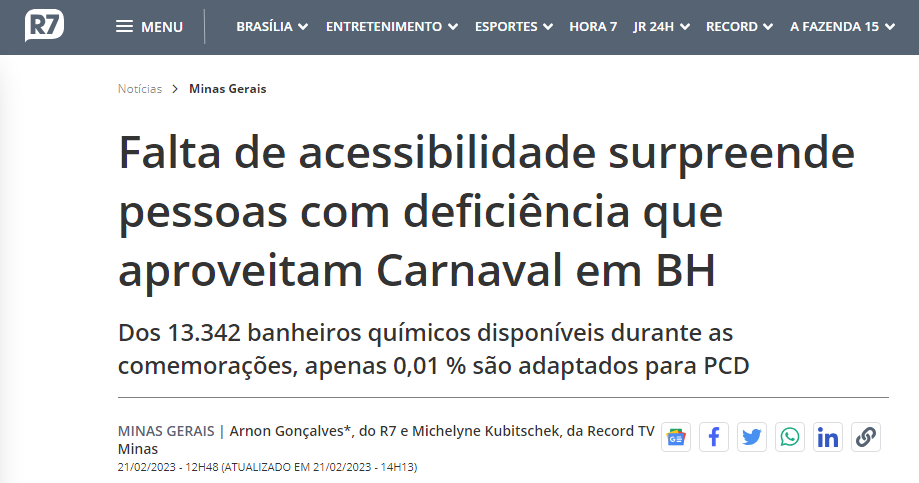 R7 MENU BRASÍLIA ENTRETENIMENTO ESPORTES HORA 7 JR 24H RECORD A FAZENDA 15
Notícias > Minas Gerais
Falta de acessibilidade surpreende
pessoas com deficiência que
aproveitam Carnaval em BH
Dos 13.342 banheiros químicos disponíveis durante as
comemorações, apenas 0,01 % são adaptados para PCD
MINAS GERAIS | Arnon Gonçalves*, do R7 e Michelyne Kubitschek, da Record TV
Minas
21/02/2023 - 12H48 (ATUALIZADO EM 21/02/2023 - 14H13)